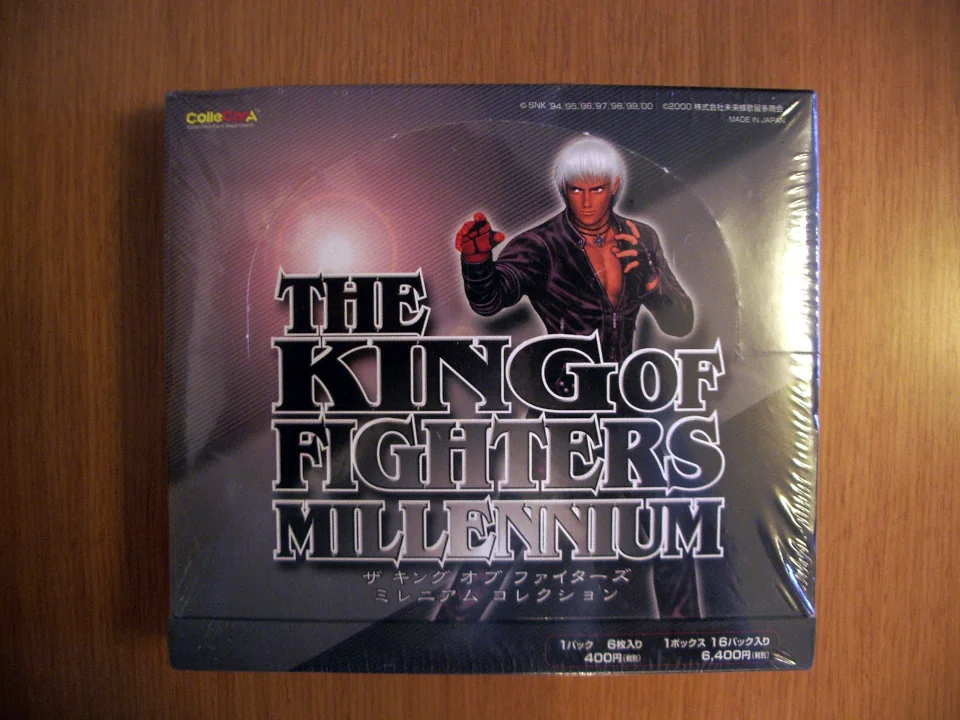 ColleCarA
© SNK '94,'95,'96,'97,'98,'99,'00 ©2000 株式会社未来蜂歌留多商会
MADE IN JAPAN
THE
KING OF
FIGHTERS
MILLENNIUM
ザ キング オブ ファイターズ
ミレニアム コレクション
1パック 6枚入り 1ボックス 16パック入り
400円(税別) 6,400円(税別)